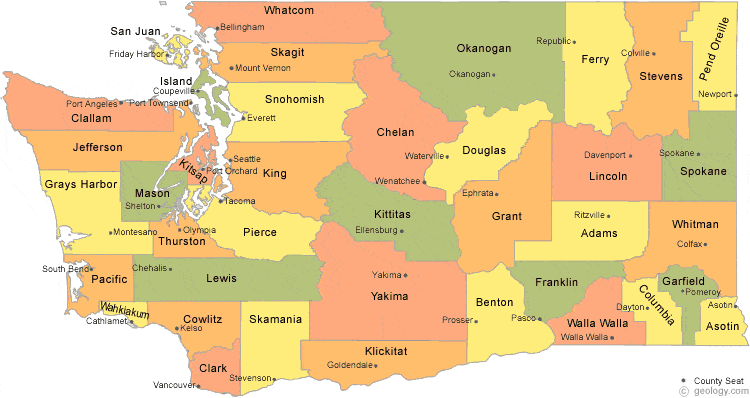 Whatcom
San Juan
Bellingham
Pend Oreille
Okanogan
Republic
Skagit
Friday Harbor
Ferry
Colville
Mount Vernon
Okanogan
Stevens
Island
Coupeville
Snohomish
Newport
Port Angeles
Port Townsend
Clallam
Everett
Chelan
Jefferson
Douglas
Seattle
Waterville
Davenport
Spokane
Kitsap
Port Orchard
King
Lincoln
Spokane
Grays Harbor
Mason
Wenatchee
Ephrata
Shelton
Tacoma
Kittitas
Grant
Ritzville
Whitman
Montesano
Olympia
Pierce
Ellensburg
Adams
Thurston
Colfax
South Bend
Chehalis
Pacific
Lewis
Yakima
Franklin
Garfield
Yakima
Pomeroy
Benton
Columbia
Wahkiakum
Cathlamet
Cowlitz
Skamania
Prosser
Pasco
Dayton
Asotin
Kelso
Walla Walla
Asotin
Walla Walla
Klickitat
Clark
Goldendale
Vancouver
Stevenson
County Seat
© geology.com